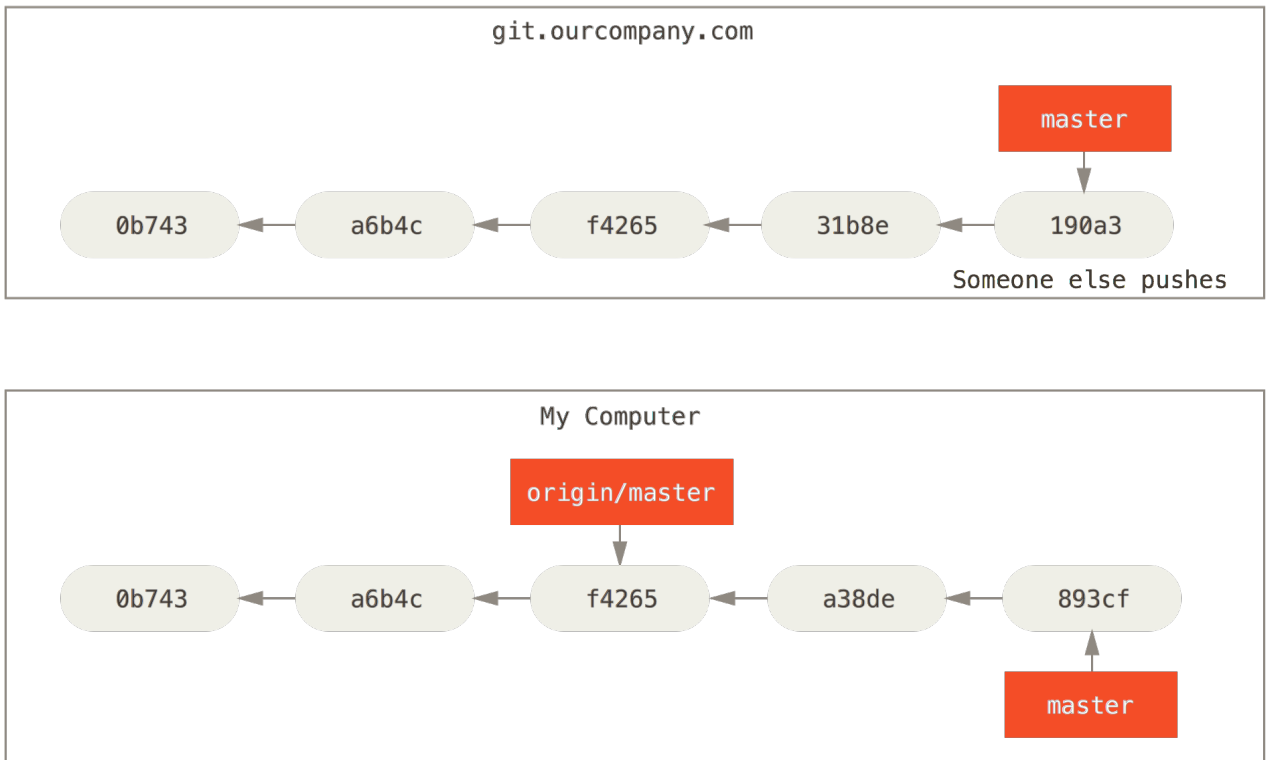 git.ourcompany.com
master
0b743 a6b4c f4265 31b8e 190a3
Someone else pushes
My Computer
origin/master
0b743 a6b4c f4265 a38de 893cf
master